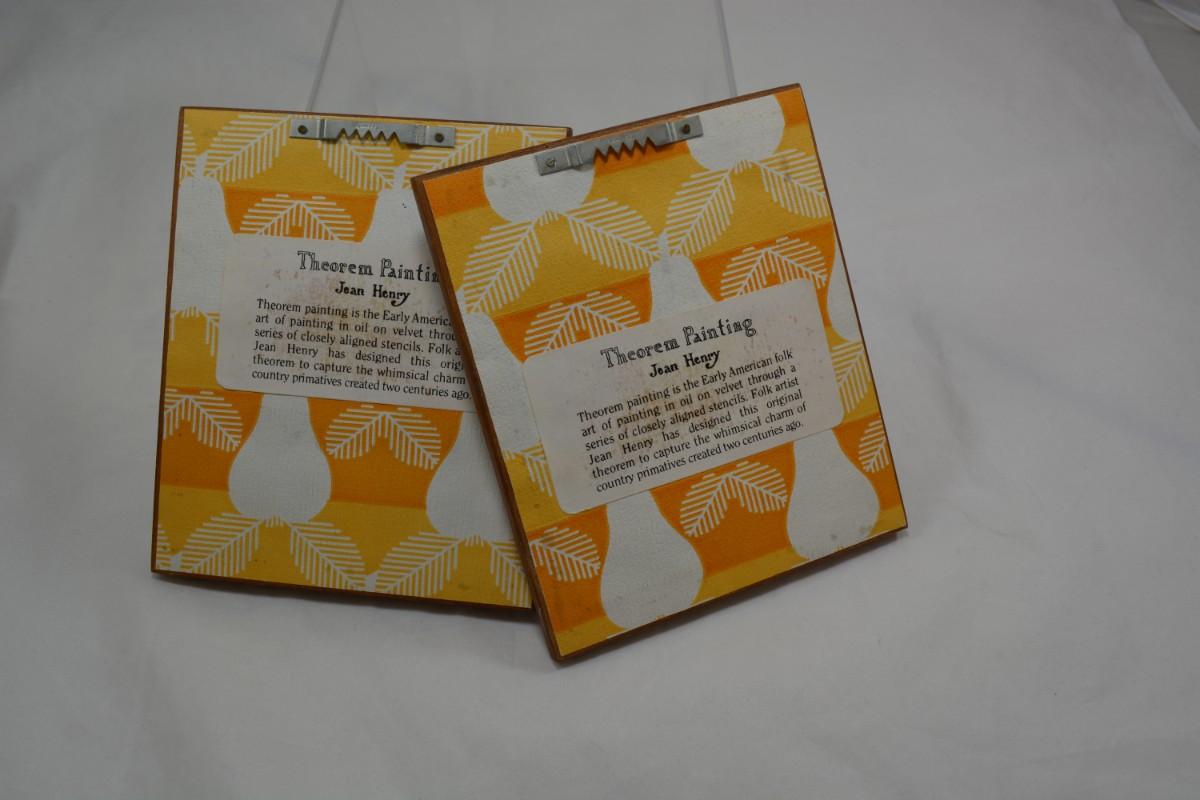 Theorem Paintin
Jean Henry
Theorem painting is the Early America
art of painting in oil on velvet throu
series of closely aligned stencils. Folk a
Jean Henry has designed this orig
theorem to capture the whimsical charm
country primatives created two centuries ago.
Theorem Painting
Jean Henry
Theorem painting is the Early American folk
art of painting in oil on velvet through a
series of closely aligned stencils. Folk artist
Jean Henry has designed this original
theorem to capture the whimsical charm of
country primatives created two centuries ago.